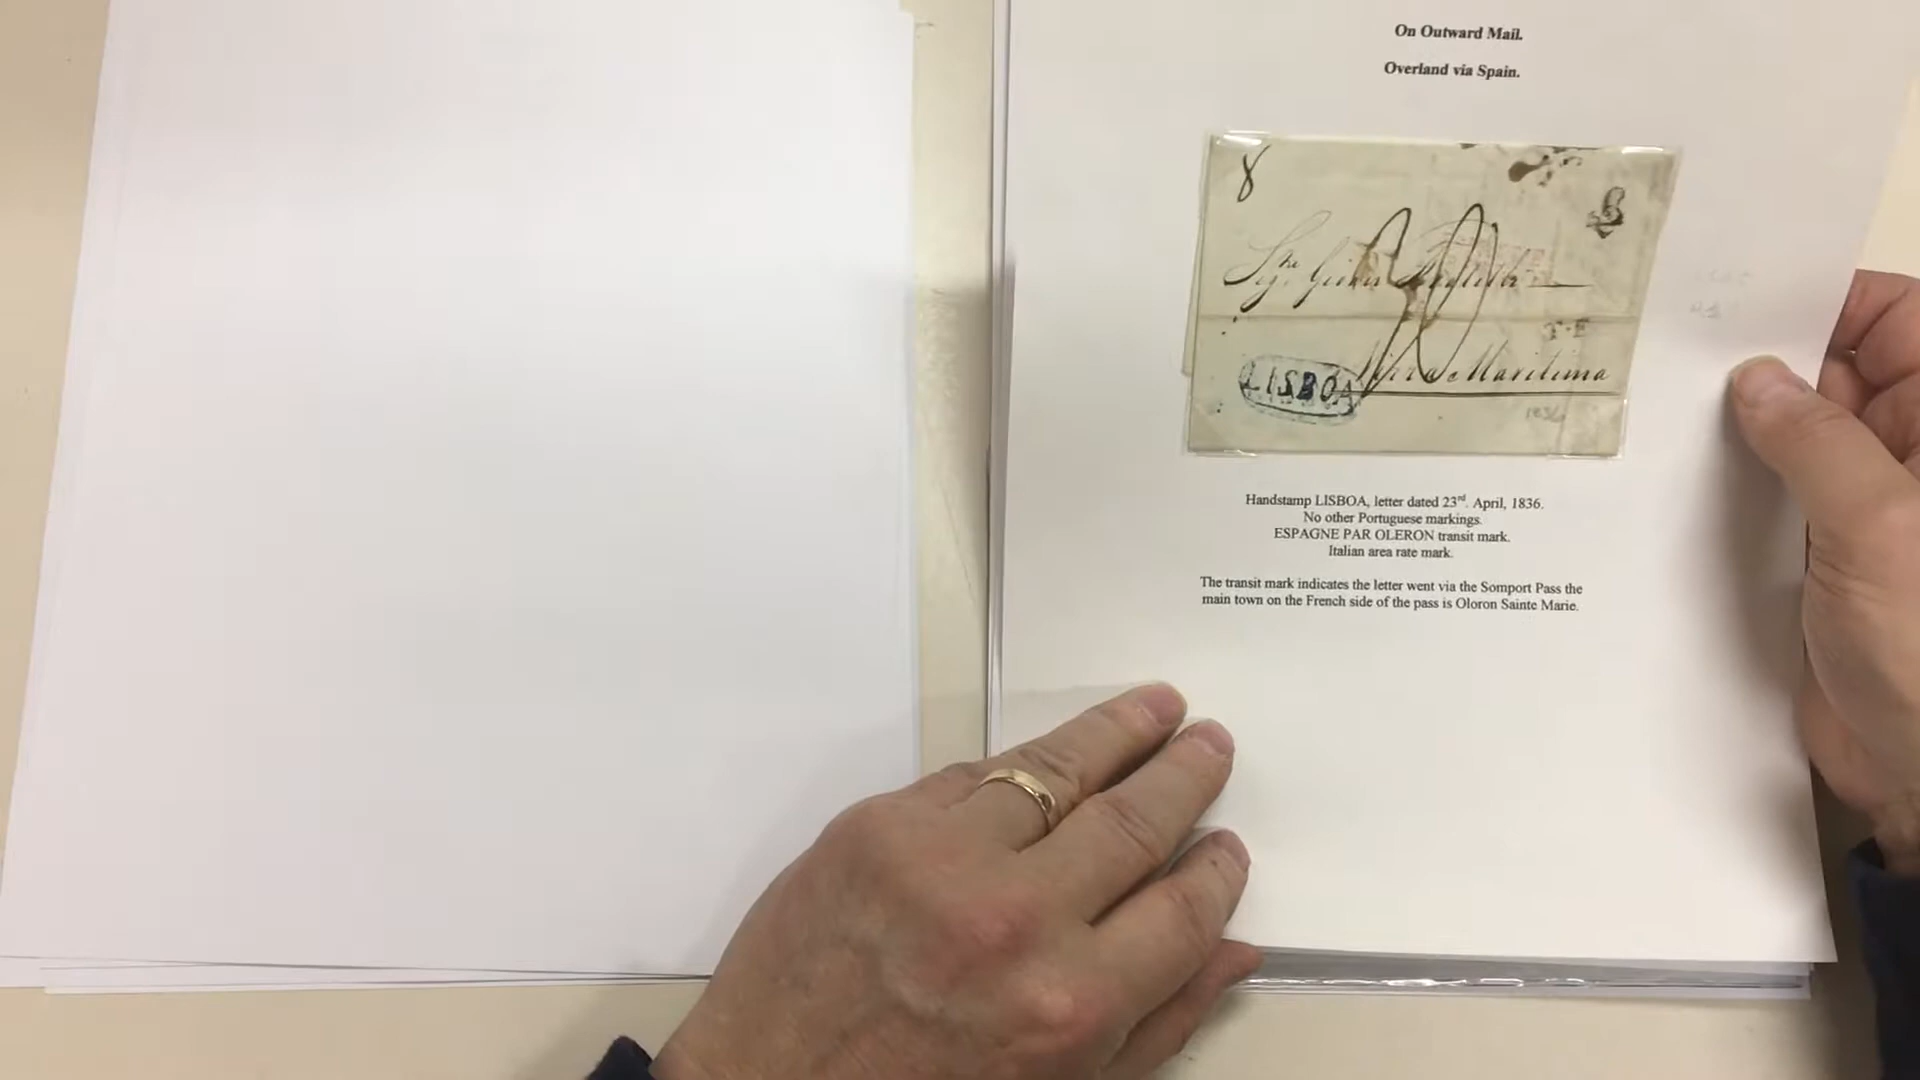 On Outward Mail.
Overland via Spain.
8
T·E
LISBOA
Maritima
1836
Handstamp LISBOA, letter dated 23rd. April, 1836.
No other Portuguese markings.
ESPAGNE PAR OLERON transit mark.
Italian area rate mark.
The transit mark indicates the letter went via the Somport Pass the
main town on the French side of the pass is Oloron Sainte Marie.